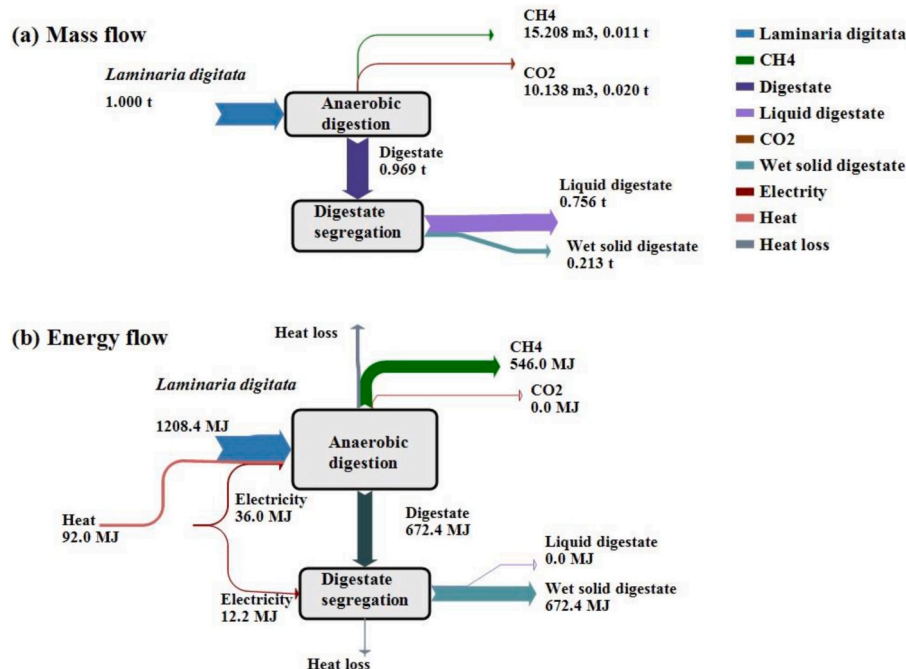 (a) Mass flow
Laminaria digitata
1.000 t
CH4
15.208 m3, 0.011 t
CO2
10.138 m3, 0.020 t
Anaerobic
digestion
Digestate
0.969 t
Digestate
segregation
Liquid digestate
0.756 t
Wet solid digestate
0.213 t
Laminaria digitata
CH4
Digestate
Liquid digestate
CO2
Wet solid digestate
Electrity
Heat
Heat loss
(b) Energy flow
Heat loss
Laminaria digitata
1208.4 MJ
CH4
546.0 MJ
CO2
0.0 MJ
Anaerobic
digestion
Heat
92.0 MJ
Electricity
36.0 MJ
Digestate
672.4 MJ
Electricity
12.2 MJ
Digestate
segregation
Liquid digestate
0.0 MJ
Wet solid digestate
672.4 MJ
Heat loss